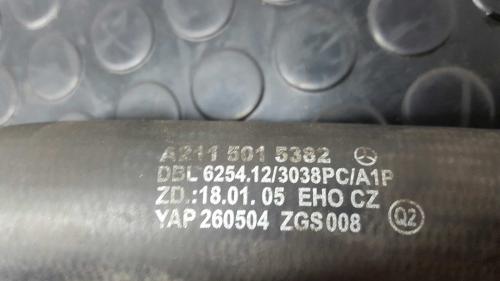 A211 501 5382
DBL 6254.12/3038PC/A1P
ZD.:18.01.05 EHO CZ
YAP 260504 ZGS008 Q2